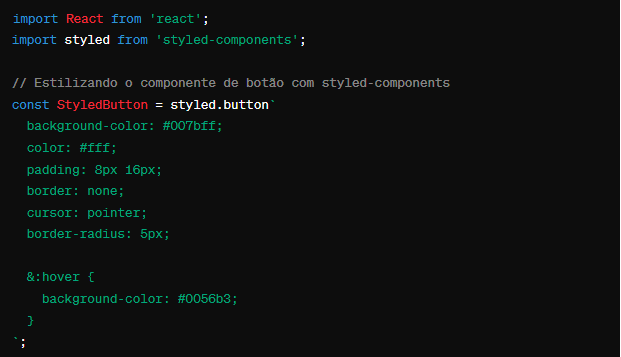 import React from 'react';
import styled from 'styled-components';
// Estilizando o componente de botão com styled-components
const StyledButton = styled.button`
background-color: #007bff;
color: #fff;
padding: 8px 16px;
border: none;
cursor: pointer;
border-radius: 5px;
&:hover {
background-color: #0056b3;
}
`;